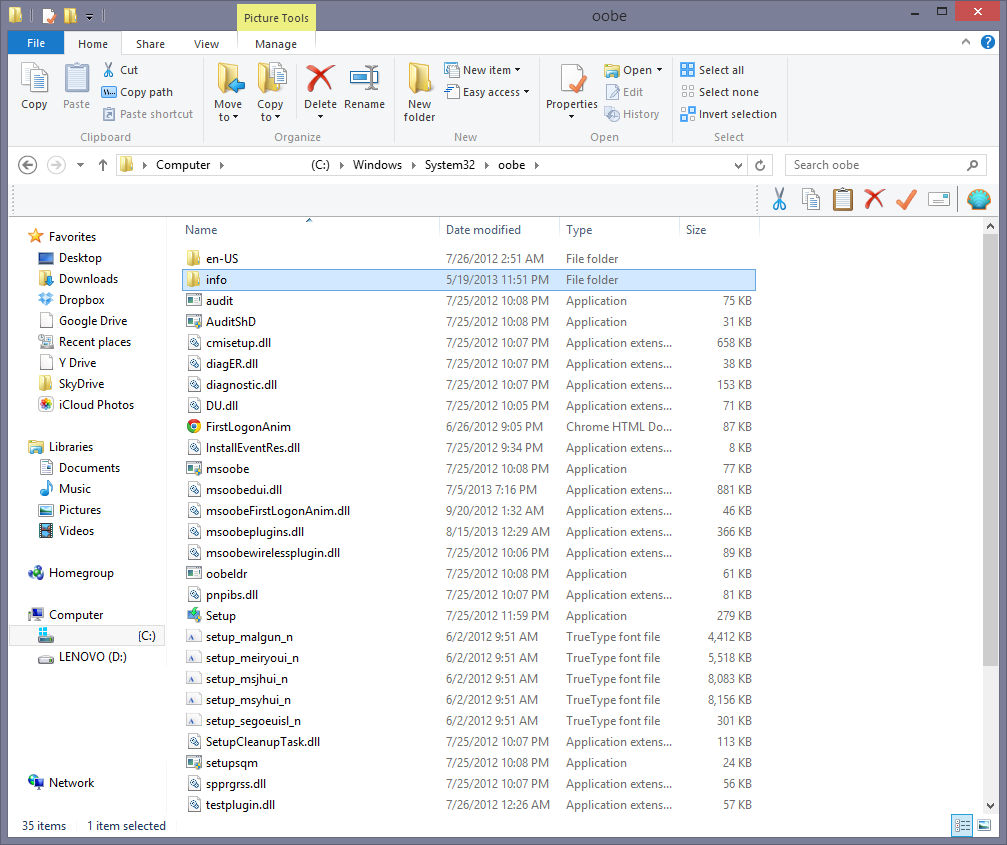 Picture Tools
oobe
File Home Share View Manage
Copy
Paste
Cut
Copy path
Paste shortcut
Clipboard
Move to
Copy to
Delete
Rename
Organize
New folder
New item
Easy access
New
Properties
Open
Edit
History
Open
Select all
Select none
Invert selection
Select
Computer (C:) Windows System32 oobe
Search oobe
Favorites
Desktop
Downloads
Dropbox
Google Drive
Recent places
Y Drive
SkyDrive
iCloud Photos
Libraries
Documents
Music
Pictures
Videos
Homegroup
Computer
(C:)
LENOVO (D:)
Network
Name Date modified Type Size
en-US 7/26/2012 2:51 AM File folder
info 5/19/2013 11:51 PM File folder
audit 7/25/2012 10:08 PM Application 75 KB
AuditShD 7/25/2012 10:08 PM Application 31 KB
cmisetup.dll 7/25/2012 10:07 PM Application extens... 658 KB
diagER.dll 7/25/2012 10:07 PM Application extens... 38 KB
diagnostic.dll 7/25/2012 10:07 PM Application extens... 153 KB
DU.dll 7/25/2012 10:05 PM Application extens... 71 KB
FirstLogonAnim 6/26/2012 9:05 PM Chrome HTML Do... 87 KB
InstallEventRes.dll 7/25/2012 9:34 PM Application extens... 8 KB
msoobe 7/25/2012 10:08 PM Application 77 KB
msoobedui.dll 7/5/2013 7:16 PM Application extens... 881 KB
msoobeFirstLogonAnim.dll 9/20/2012 1:32 AM Application extens... 46 KB
msoobeplugins.dll 8/15/2013 12:29 AM Application extens... 366 KB
msoobewirelessplugin.dll 7/25/2012 10:06 PM Application extens... 89 KB
oobeldr 7/25/2012 10:08 PM Application 61 KB
pnpibs.dll 7/25/2012 10:07 PM Application extens... 81 KB
Setup 7/25/2012 11:59 PM Application 279 KB
setup_malgun_n 6/2/2012 9:51 AM TrueType font file 4,412 KB
setup_meiryoui_n 6/2/2012 9:51 AM TrueType font file 5,518 KB
setup_msjhui_n 6/2/2012 9:51 AM TrueType font file 8,083 KB
setup_msyhui_n 6/2/2012 9:51 AM TrueType font file 8,156 KB
setup_segoeuisl_n 6/2/2012 9:51 AM TrueType font file 301 KB
SetupCleanupTask.dll 7/25/2012 10:07 PM Application extens... 113 KB
setupsqm 7/25/2012 10:08 PM Application 24 KB
spprgrss.dll 7/25/2012 10:07 PM Application extens... 56 KB
testplugin.dll 7/26/2012 12:26 AM Application extens... 57 KB
35 items 1 item selected